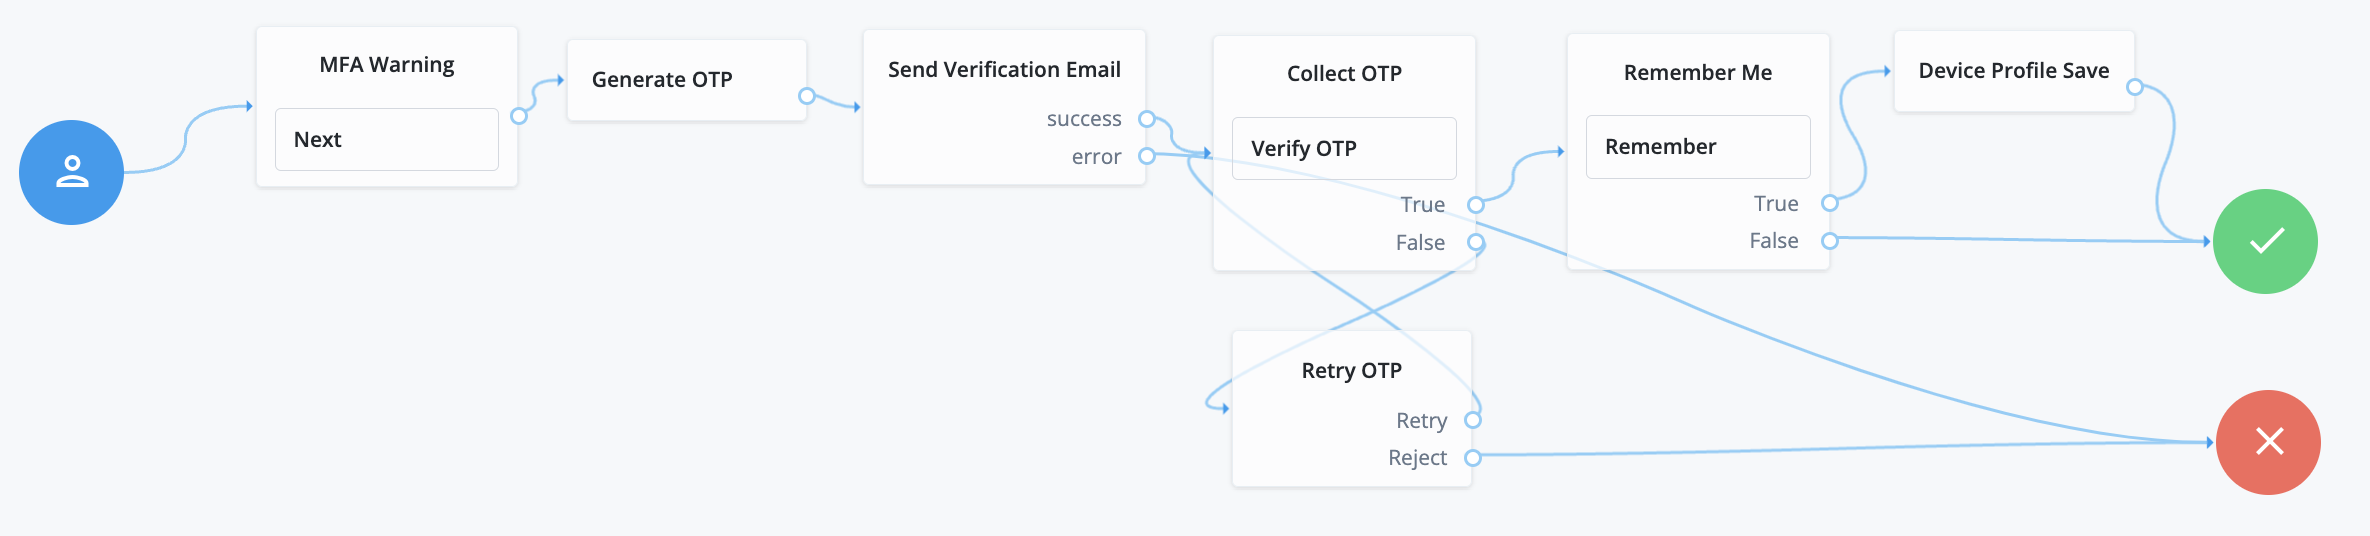 MFA Warning
Next
Generate OTP
Send Verification Email
success
error
Collect OTP
Verify OTP
True
False
Retry OTP
Retry
Reject
Remember Me
Remember
True
False
Device Profile Save